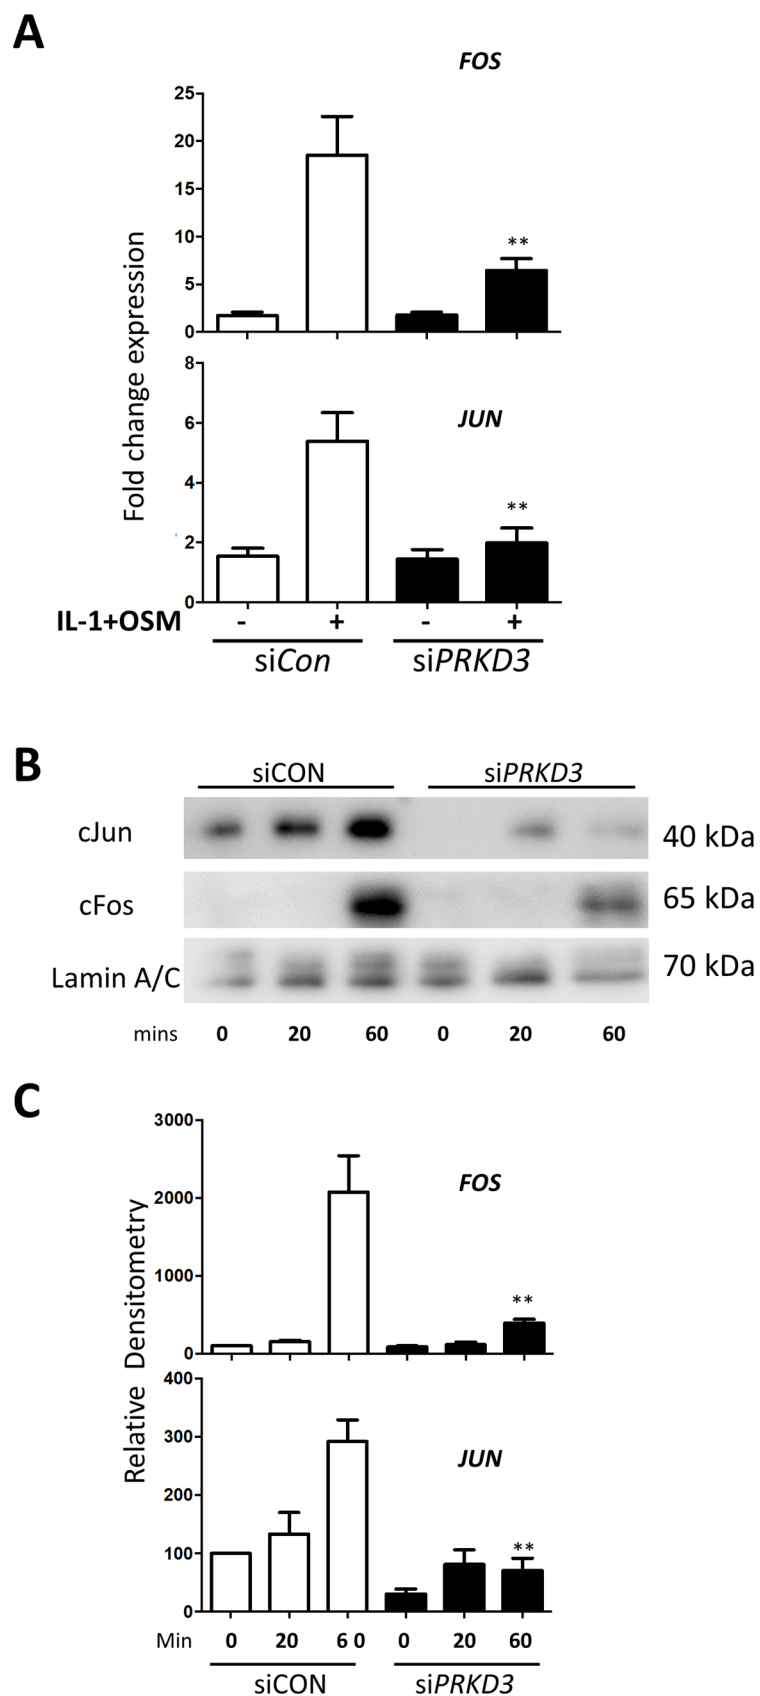 A
FOS
25
20
15
10
5
0
**
Fold change expression
8
6
4
2
0
JUN
**
IL-1+OSM - + - +
siCon siPRKD3
B
siCON siPRKD3
cJun 40 kDa
cFos 65 kDa
Lamin A/C 70 kDa
mins 0 20 60 0 20 60
C
3000
2000
1000
0
FOS
**
Relative Densitometry
400
300
200
100
0
JUN
**
Min 0 20 6 0 0 20 60
siCON siPRKD3